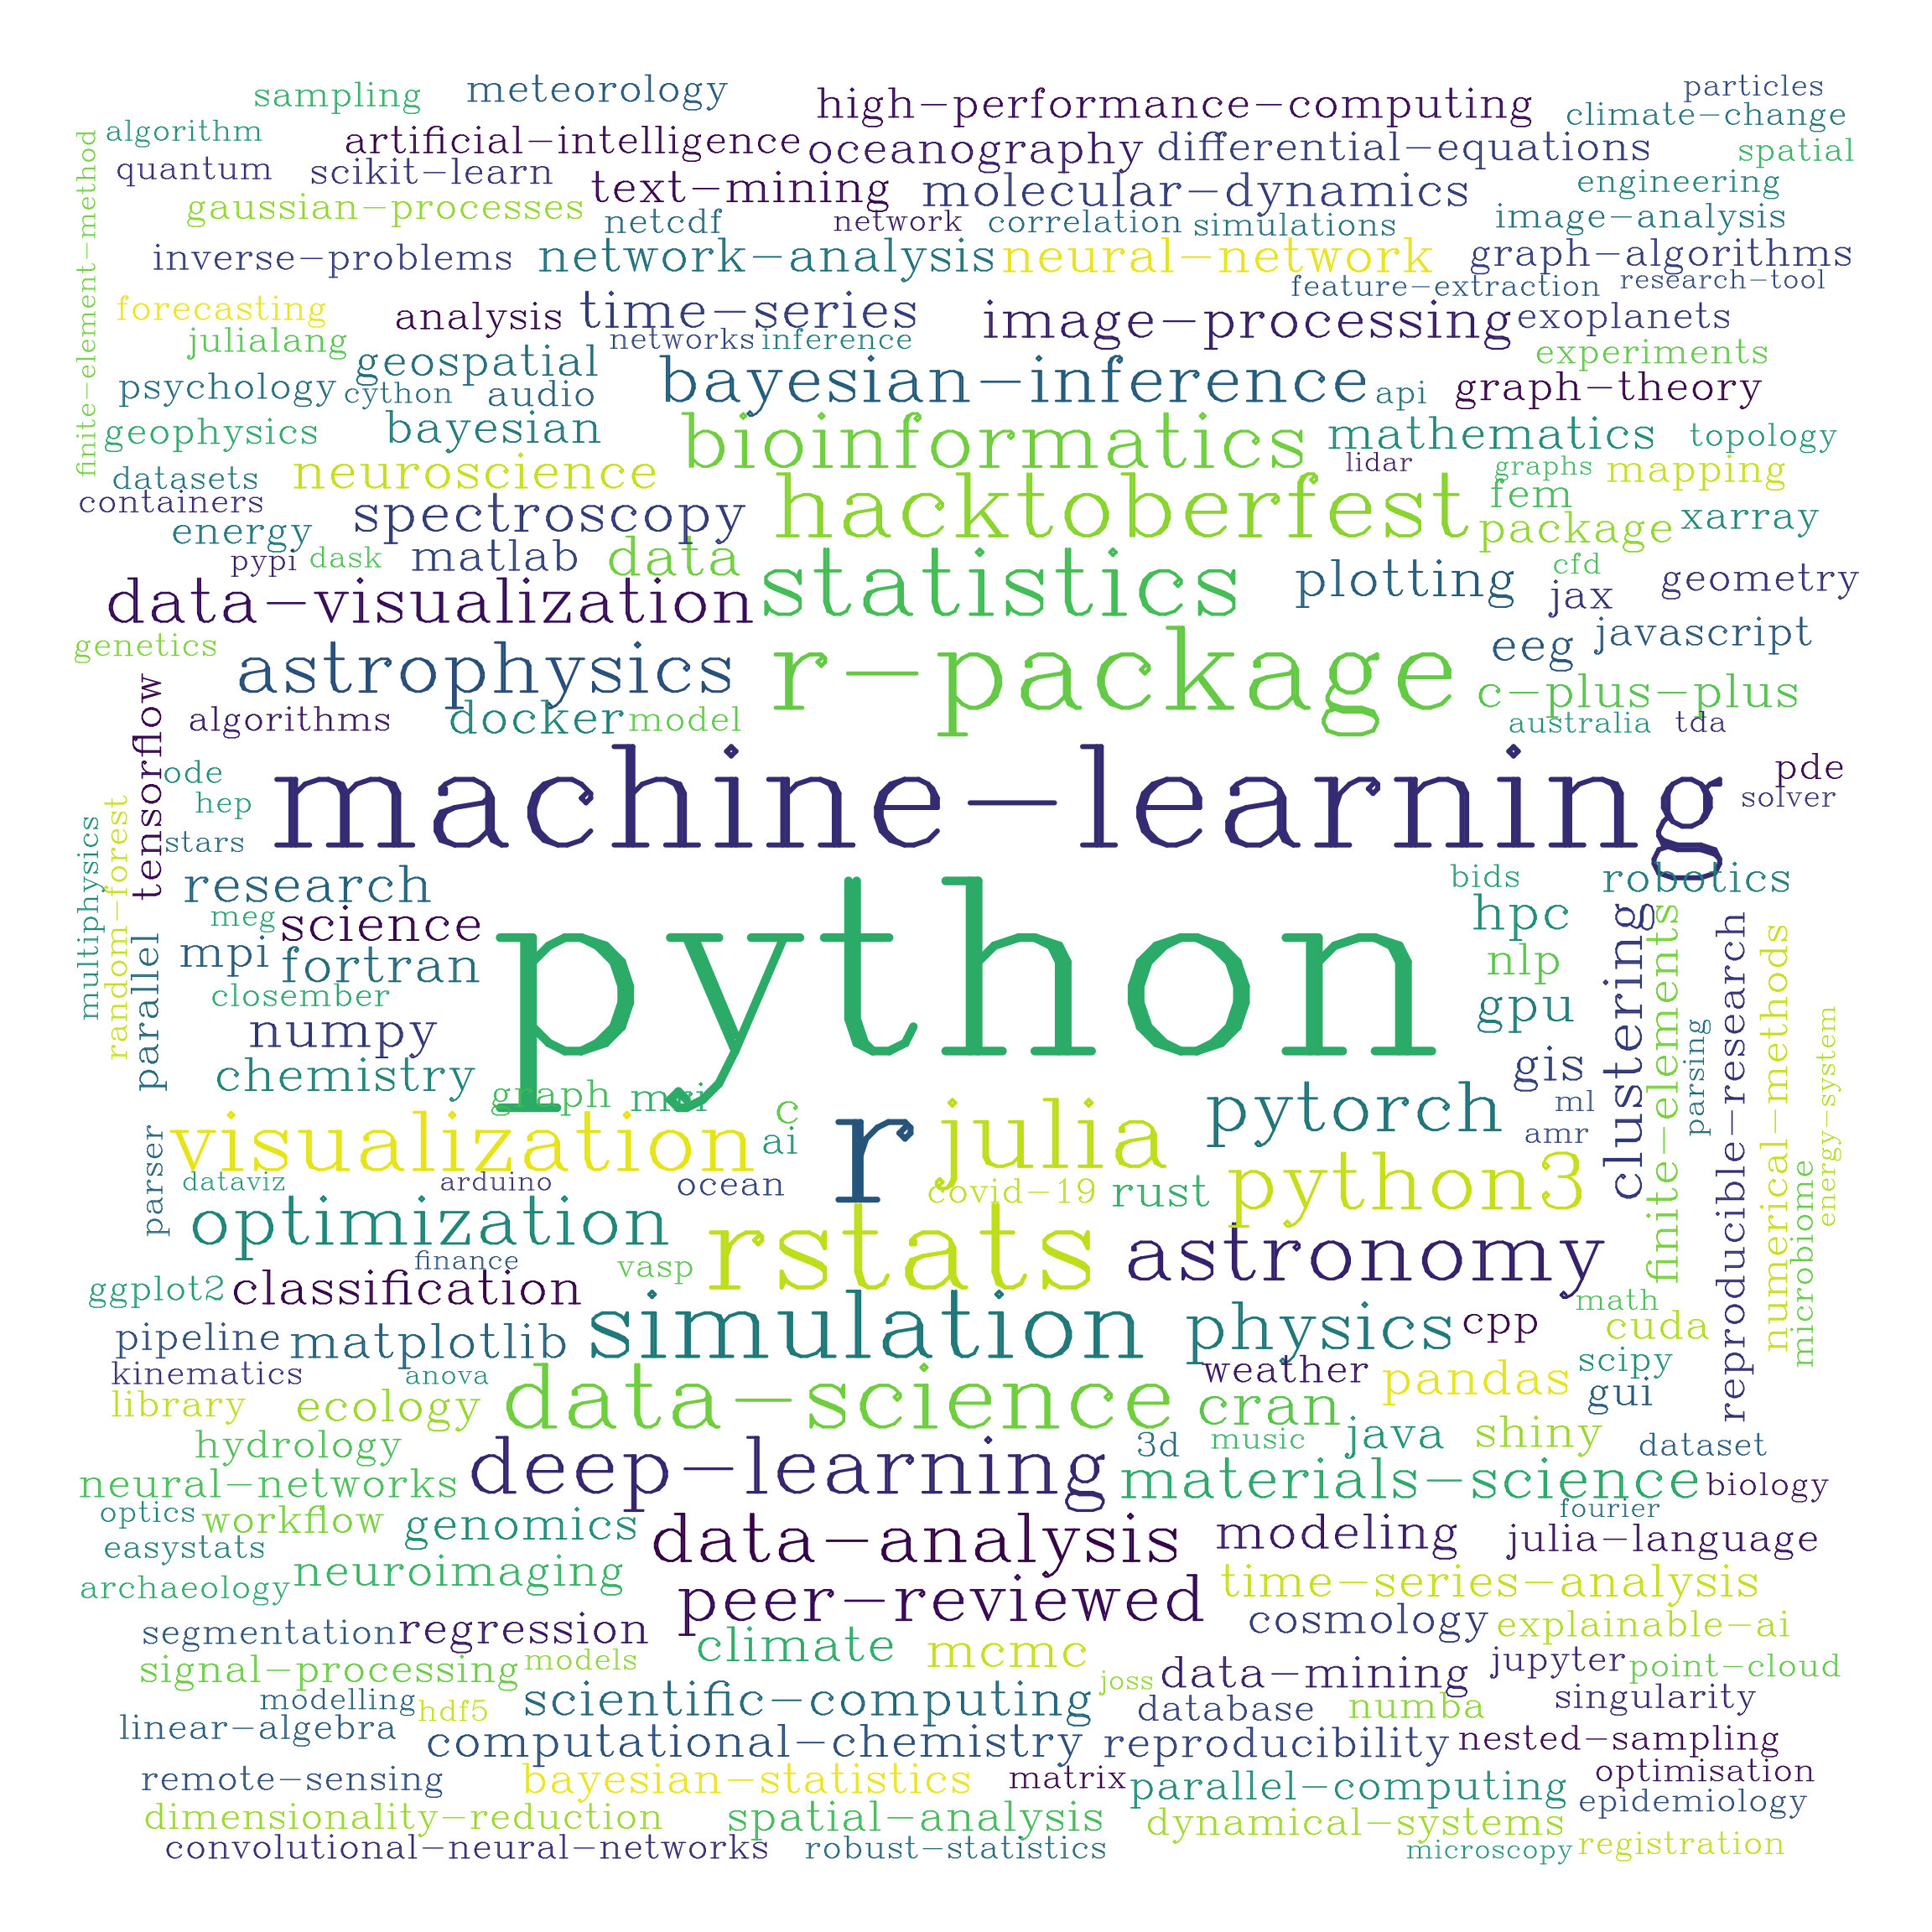 particles
sampling meteorology high-performance-computing climate-change
algorithm artificial-intelligence oceanography differential-equations spatial
quantum scikit-learn text-mining molecular-dynamics engineering
gaussian-processes netcdf network correlation simulations image-analysis
finite-element-method
inverse-problems network-analysis neural-network graph-algorithms
feature-extraction research-tool
forecasting analysis time-series image-processing exoplanets
julialang networks inference experiments
geospatial
psychology cython audio bayesian-inference api graph-theory
geophysics bayesian bioinformatics mathematics topology
datasets neuroscience lidar graphs mapping
containers spectroscopy hacktoberfest fem
energy package xarray
pypi dask matlab data statistics plotting cfd
data-visualization jax geometry
genetics astrophysics r-package eeg javascript
algorithms docker model c-plus-plus
australia tda
tensorflow
ode machine-learning pde
hep solver
stars
multiphysics
random-forest
research bids robotics
meg science hpc
parallel
mpi fortran python nlp
closember gpu
numpy
chemistry gis
clustering
finite-elements
parsing
reproducible-research
numerical-methods
energy-system
microbiome
graph mri c pytorch ml
visualization ai r julia amr
parser
dataviz arduino ocean covid-19 rust python3
optimization rstats astronomy
finance vasp
ggplot2 classification math
pipeline matplotlib simulation physics cpp cuda
kinematics anova weather scipy
library ecology data-science cran pandas gui
hydrology 3d music java shiny dataset
neural-networks deep-learning materials-science biology
optics workflow genomics fourier
easystats data-analysis modeling julia-language
archaeology neuroimaging peer-reviewed time-series-analysis
segmentation regression climate mcmc cosmology explainable-ai
signal-processing models joss data-mining jupyter point-cloud
modelling hdf5 scientific-computing database numba singularity
linear-algebra computational-chemistry reproducibility nested-sampling
remote-sensing bayesian-statistics matrix parallel-computing optimisation
dimensionality-reduction spatial-analysis dynamical-systems epidemiology
convolutional-neural-networks robust-statistics microscopy registration